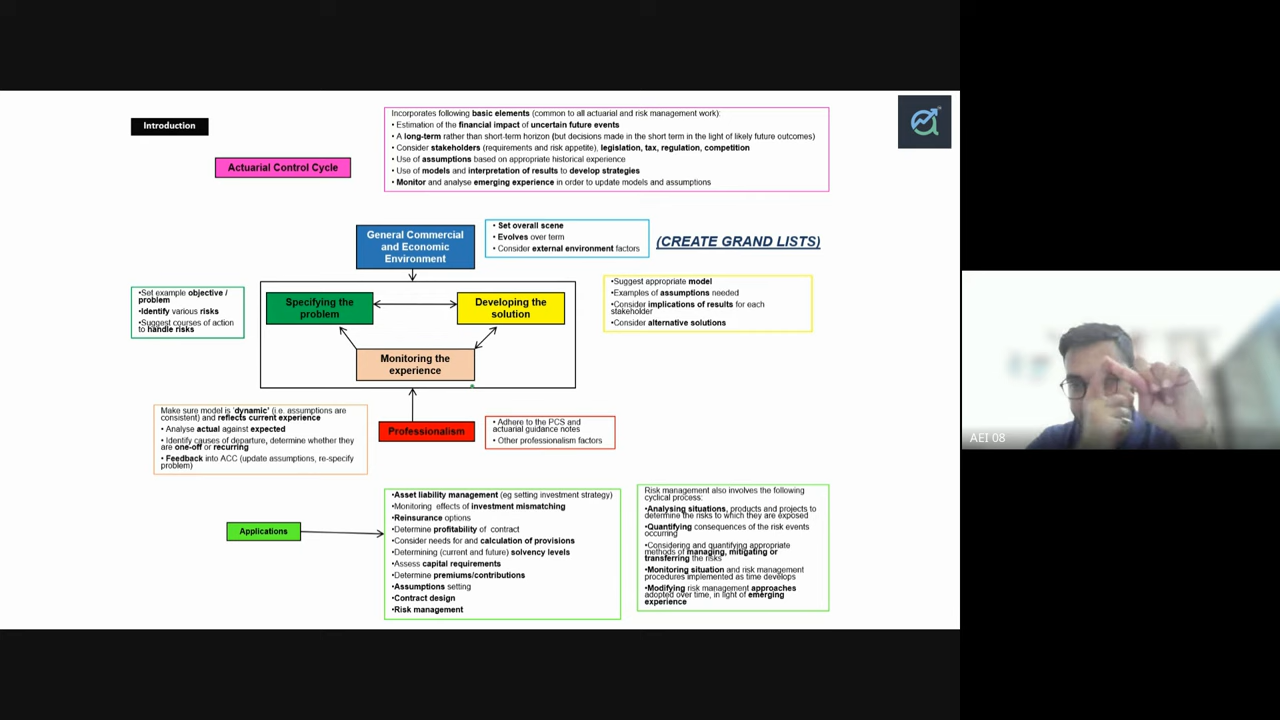 Introduction
Incorporates following basic elements (common to all actuarial and risk management work):
• Estimation of the financial impact of uncertain future events
• A long-term rather than short-term horizon (but decisions made in the short term in the light of likely future outcomes)
• Consider stakeholders (requirements and risk appetite), legislation, tax, regulation, competition
• Use of assumptions based on appropriate historical experience
• Use of models and interpretation of results to develop strategies
• Monitor and analyse emerging experience in order to update models and assumptions
Actuarial Control Cycle
General Commercial
and Economic
Environment
• Set overall scene
• Evolves over term
• Consider external environment factors
(CREATE GRAND LISTS)
•Set example objective /
problem
•Identify various risks
•Suggest courses of action
to handle risks
Specifying the
problem
Developing the
solution
Monitoring the
experience
•Suggest appropriate model
•Examples of assumptions needed
•Consider implications of results for each
stakeholder
•Consider alternative solutions
Make sure model is 'dynamic' (i.e. assumptions are
consistent) and reflects current experience
• Analyse actual against expected
• Identify causes of departure, determine whether they
are one-off or recurring
• Feedback into ACC (update assumptions, re-specify
problem)
Professionalism
• Adhere to the PCS and
actuarial guidance notes
• Other professionalism factors
Applications
•Asset liability management (eg setting investment strategy)
•Monitoring effects of investment mismatching
•Reinsurance options
•Determine profitability of contract
•Consider needs for and calculation of provisions
•Determining (current and future) solvency levels
•Assess capital requirements
•Determine premiums/contributions
•Assumptions setting
•Contract design
•Risk management
Risk management also involves the following
cyclical process:
•Analysing situations, products and projects to
determine the risks to which they are exposed
•Quantifying consequences of the risk events
occurring
•Considering and quantifying appropriate
methods of managing, mitigating or
transferring the risks
•Monitoring situation and risk management
procedures implemented as time develops
•Modifying risk management approaches
adopted over time, in light of emerging
experience
AEI 08